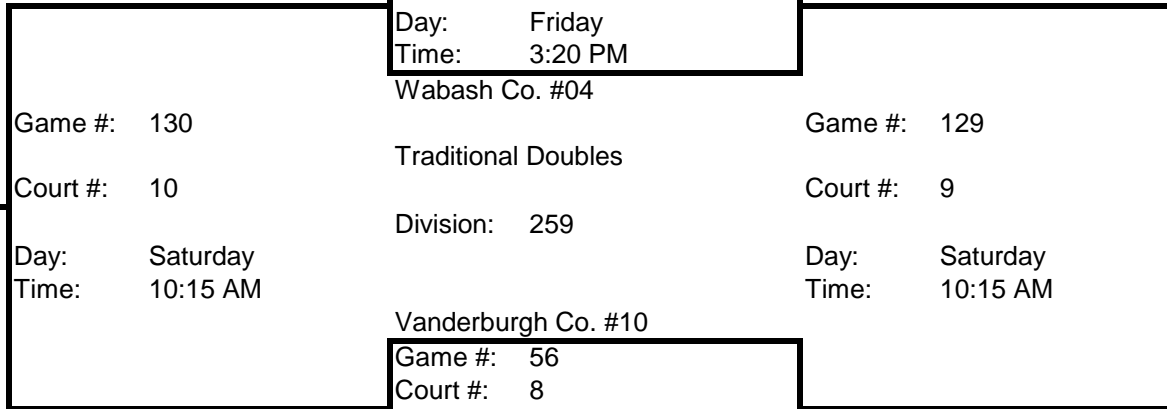 Day: Friday
Time: 3:20 PM
Wabash Co. #04
Game #: 130
Game #: 129
Traditional Doubles
Court #: 10
Court #: 9
Division: 259
Day: Saturday
Day: Saturday
Time: 10:15 AM
Time: 10:15 AM
Vanderburgh Co. #10
Game #: 56
Court #: 8